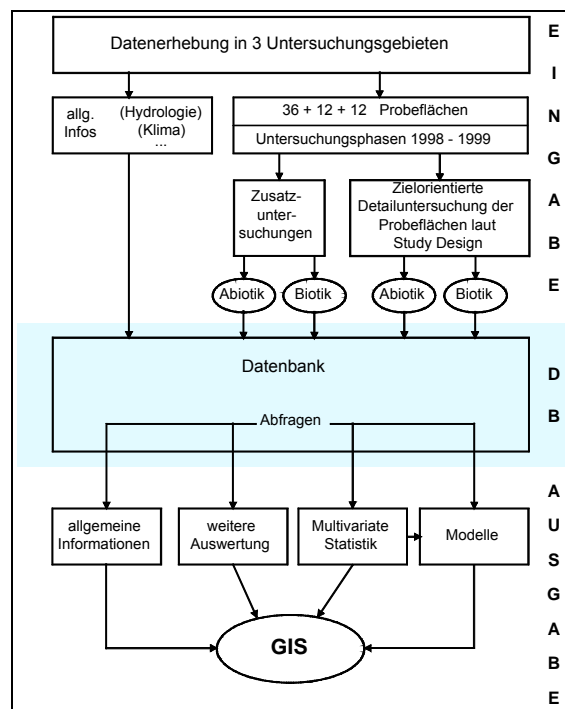 Datenerhebung in 3 Untersuchungsgebieten
allg. (Hydrologie)
Infos (Klima)
...
36 + 12 + 12 Probeflächen
Untersuchungsphasen 1998 - 1999
Zusatz-
unter-
suchungen
Zielorientierte
Detailuntersuchung der
Probeflächen laut
Study Design
Abiotik
Biotik
Abiotik
Biotik
E
I
N
G
A
B
E
Datenbank
Abfragen
D
B
allgemeine
Informationen
weitere
Auswertung
Multivariate
Statistik
Modelle
GIS
A
U
S
G
A
B
E